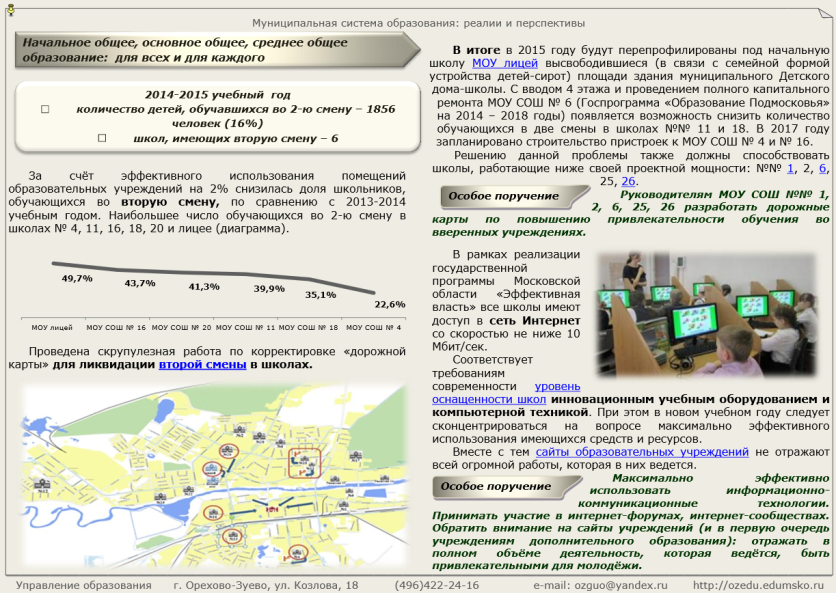 Муниципальная система образования: реалии и перспективы
Начальное общее, основное общее, среднее общее
образование: для всех и для каждого
2014-2015 учебный год
количество детей, обучавшихся во 2-ю смену – 1856
человек (16%)
школ, имеющих вторую смену – 6
За счёт эффективного использования помещений
образовательных учреждений на 2% снизилась доля школьников,
обучающихся во вторую смену, по сравнению с 2013-2014
учебным годом. Наибольшее число обучающихся во 2-ю смену в
школах № 4, 11, 16, 18, 20 и лицее (диаграмма).
49,7%
43,7%
41,3%
39,9%
35,1%
22,6%
МОУ лицей
МОУ СОШ № 16
МОУ СОШ № 20
МОУ СОШ № 11
МОУ СОШ № 18
МОУ СОШ № 4
Проведена скрупулезная работа по корректировке «дорожной
карты» для ликвидации второй смены в школах.
В итоге в 2015 году будут перепрофилированы под начальную
школу МОУ лицей высвободившиеся (в связи с семейной формой
устройства детей-сирот) площади здания муниципального Детского
дома-школы. С вводом 4 этажа и проведением полного капитального
ремонта МОУ СОШ № 6 (Госпрограмма «Образование Подмосковья»
на 2014 – 2018 годы) появляется возможность снизить количество
обучающихся в две смены в школах №№ 11 и 18. В 2017 году
запланировано строительство пристроек к МОУ СОШ № 4 и № 16.
Решению данной проблемы также должны способствовать
школы, работающие ниже своей проектной мощности: №№ 1, 2, 6,
25, 26.
Особое поручение
Руководителям МОУ СОШ №№ 1,
2, 6, 25, 26 разработать дорожные
карты по повышению привлекательности обучения во
вверенных учреждениях.
В рамках реализации
государственной
программы Московской
области «Эффективная
власть» все школы имеют
доступ в сеть Интернет
со скоростью не ниже 10
Мбит/сек.
Соответствует
требованиям
современности уровень
оснащенности школ инновационным учебным оборудованием и
компьютерной техникой. При этом в новом учебном году следует
сконцентрироваться на вопросе максимально эффективного
использования имеющихся средств и ресурсов.
Вместе с тем сайты образовательных учреждений не отражают
всей огромной работы, которая в них ведется.
Особое поручение
Максимально эффективно
использовать информационно-
коммуникационные технологии.
Принимать участие в интернет-форумах, интернет-сообществах.
Обратить внимание на сайты учреждений (и в первую очередь
учреждениям дополнительного образования): отражать в
полном объёме деятельность, которая ведётся, быть
привлекательными для молодёжи.
Управление образования г. Орехово-Зуево, ул. Козлова, 18 (496)422-24-16 e-mail: ozguo@yandex.ru http://ozedu.edumsko.ru